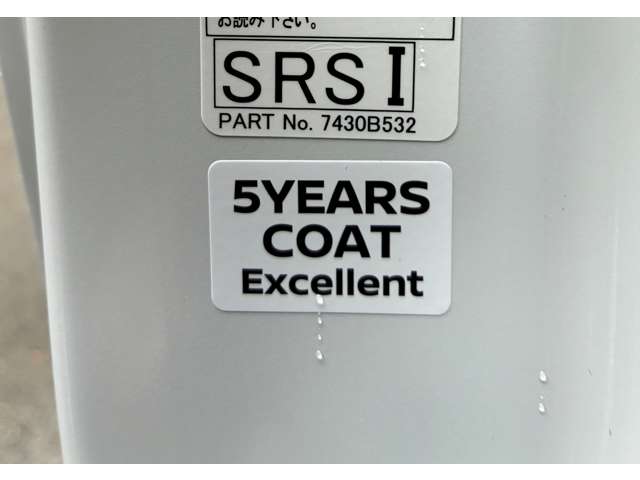 お読み下さい。
SRS I
PART No. 7430B532
5YEARS
COAT
Excellent